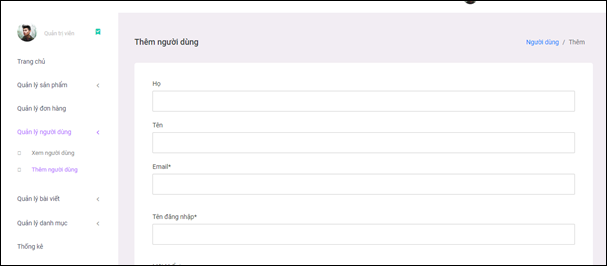 Quản trị viên
Thêm người dùng
Người dùng / Thêm
Trang chủ
Quản lý sản phẩm
Quản lý đơn hàng
Quản lý người dùng
Xem người dùng
Thêm người dùng
Quản lý bài viết
Quản lý danh mục
Thống kê
Họ
Tên
Email*
Tên đăng nhập*